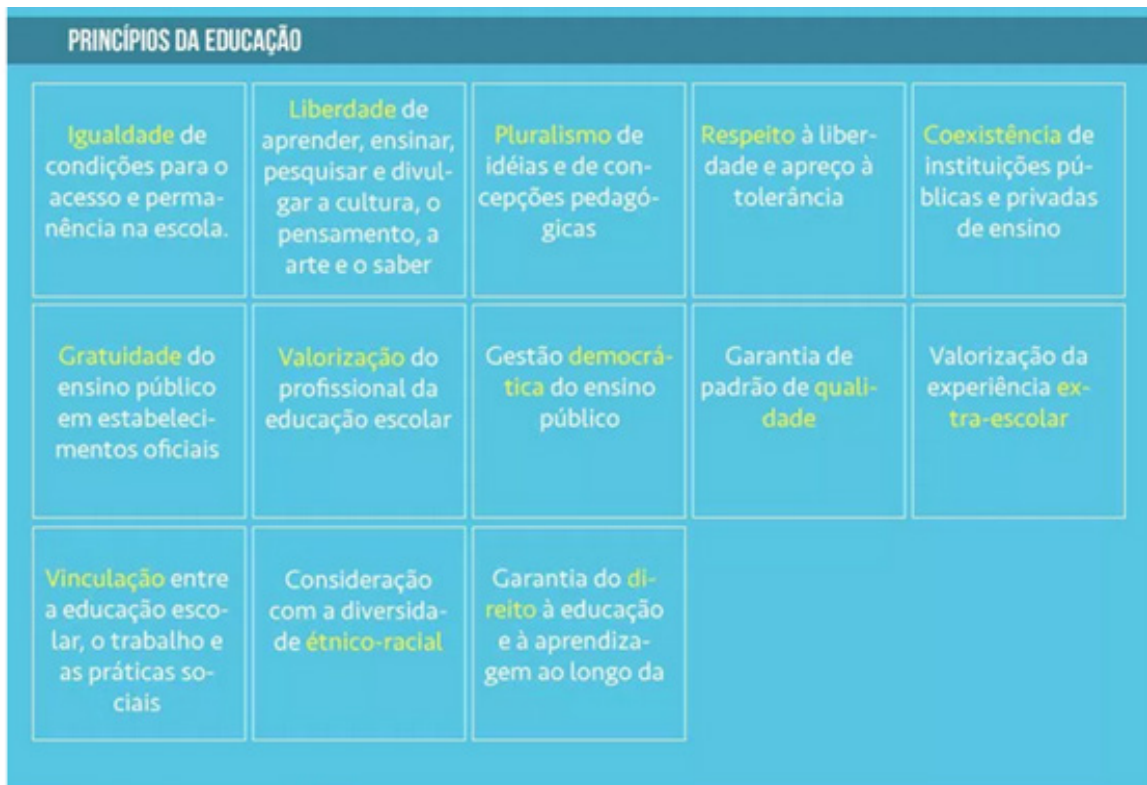 PRINCÍPIOS DA EDUCAÇÃO
Igualdade de
condições para o
acesso e perma-
nência na escola.
Liberdade de
aprender, ensinar,
pesquisar e divul-
gar a cultura, o
pensamento, a
arte e o saber
Pluralismo de
idéias e de con-
cepções pedagó-
gicas
Respeito à liber-
dade e apreço à
tolerância
Coexistência de
instituições pú-
blicas e privadas
de ensino
Gratuidade do
ensino público
em estabeleci-
mentos oficiais
Valorização do
profissional da
educação escolar
Gestão democrá-
tica do ensino
público
Garantia de
padrão de quali-
dade
Valorização da
experiência ex-
tra-escolar
Vinculação entre
a educação esco-
lar, o trabalho e
as práticas so-
ciais
Consideração
com a diversida-
de étnico-racial
Garantia do di-
reito à educação
e à aprendiza-
gem ao longo da